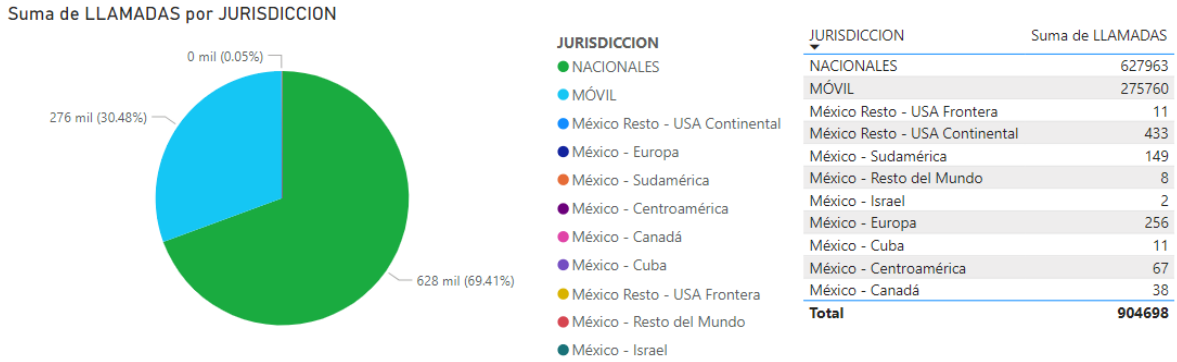 Suma de LLAMADAS por JURISDICCION
0 mil (0.05%)
276 mil (30.48%)
628 mil (69.41%)
JURISDICCION
NACIONALES
MÓVIL
México Resto - USA Continental
México - Europa
México - Sudamérica
México - Centroamérica
México - Canadá
México - Cuba
México Resto - USA Frontera
México - Resto del Mundo
México - Israel
JURISDICCION Suma de LLAMADAS
NACIONALES 627963
MÓVIL 275760
México Resto - USA Frontera 11
México Resto - USA Continental 433
México - Sudamérica 149
México - Resto del Mundo 8
México - Israel 2
México - Europa 256
México - Cuba 11
México - Centroamérica 67
México - Canadá 38
Total 904698